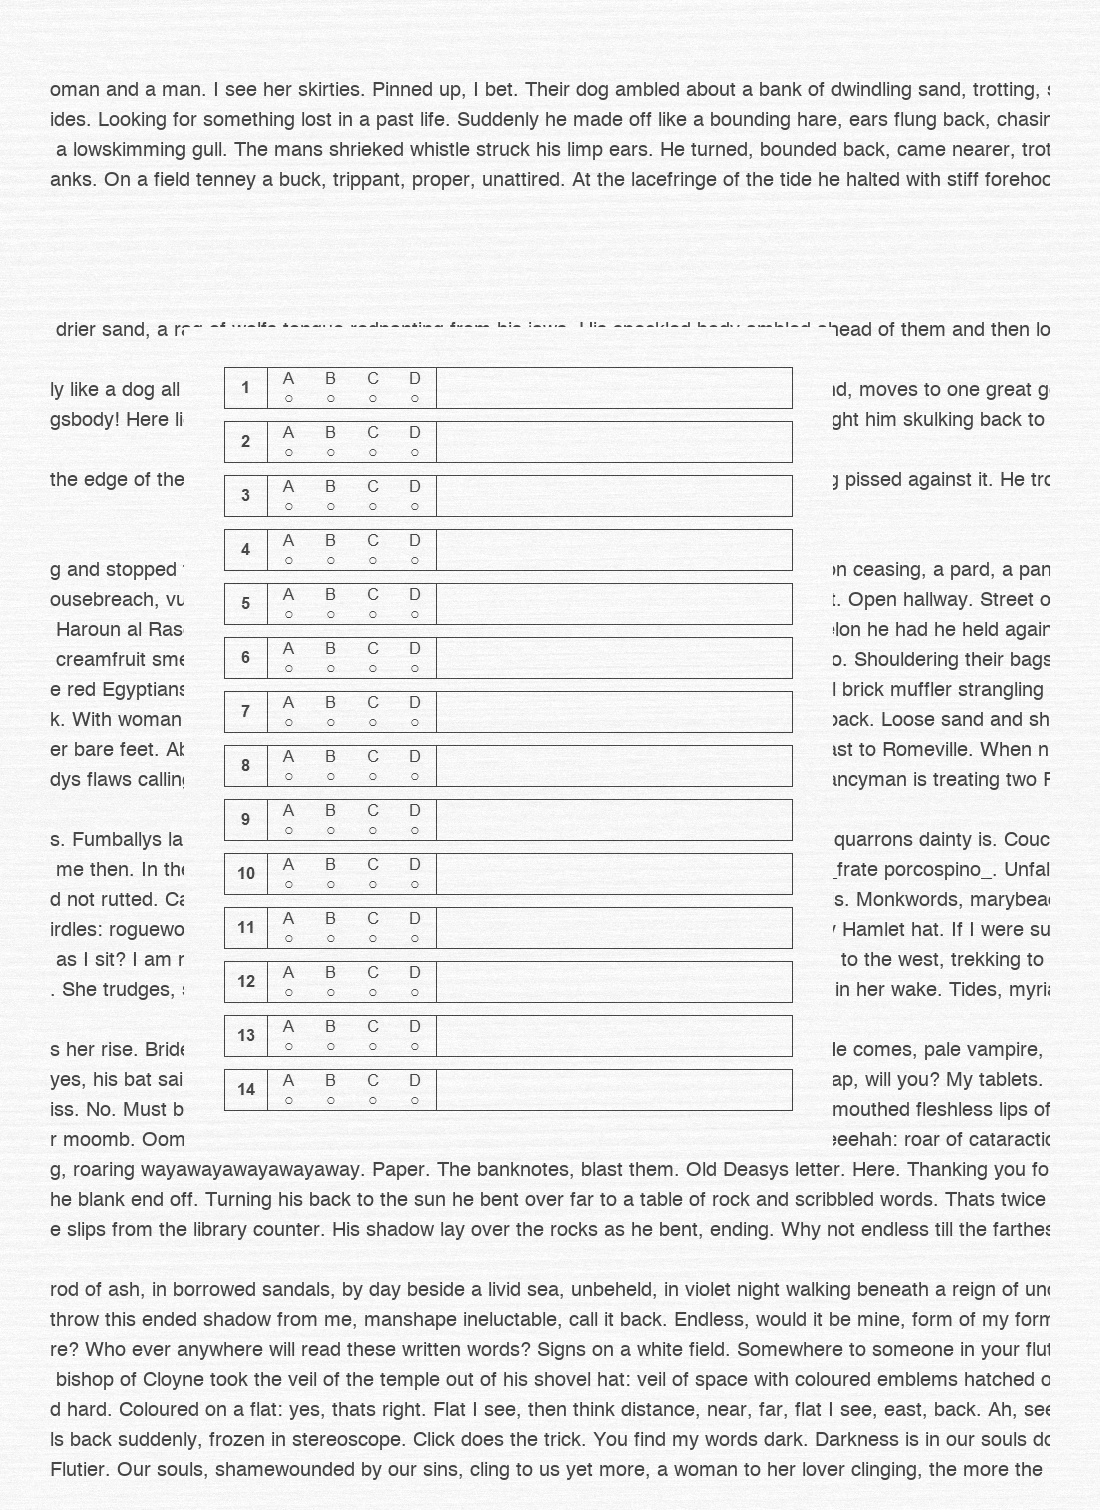 oman and a man. I see her skirties. Pinned up, I bet. Their dog ambled about a bank of dwindling sand, trotting,
ides. Looking for something lost in a past life. Suddenly he made off like a bounding hare, ears flung back, chasin
a lowskimming gull. The mans shrieked whistle struck his limp ears. He turned, bounded back, came nearer, trot
anks. On a field tenney a buck, trippant, proper, unattired. At the lacefringe of the tide he halted with stiff forehoo
drier sand, a rag of wolfs tongue redpanting from his jaws. His speckled body ambled ahead of them and then lo
ly like a dog all nd, moves to one great g
gsbody! Here li ght him skulking back to
the edge of the g pissed against it. He tro
g and stopped on ceasing, a pard, a pan
ousebreach, vu t. Open hallway. Street o
Haroun al Ras lon he had he held again
creamfruit sme o. Shouldering their bags
e red Egyptians brick muffler strangling
k. With woman back. Loose sand and sh
er bare feet. Ab ast to Romeville. When n
dys flaws calling ancyman is treating two
s. Fumballys la quarrons dainty is. Couc
me then. In the _frate porcospino_. Unfal
d not rutted. Ca s. Monkwords, marybea
irdles: roguewo y Hamlet hat. If I were su
as I sit? I am to the west, trekking to
. She trudges, in her wake. Tides, myria
s her rise. Bride le comes, pale vampire,
yes, his bat sai ap, will you? My tablets.
iss. No. Must b mouthed fleshless lips of
r moomb. Oom eeehah: roar of cataractic
1 A B C D
2 A B C D
3 A B C D
4 A B C D
5 A B C D
6 A B C D
7 A B C D
8 A B C D
9 A B C D
10 A B C D
11 A B C D
12 A B C D
13 A B C D
14 A B C D
g, roaring wayawayawayawayaway. Paper. The banknotes, blast them. Old Deasys letter. Here. Thanking you fo
he blank end off. Turning his back to the sun he bent over far to a table of rock and scribbled words. Thats twice
e slips from the library counter. His shadow lay over the rocks as he bent, ending. Why not endless till the farthes
rod of ash, in borrowed sandals, by day beside a livid sea, unbeheld, in violet night walking beneath a reign of unc
throw this ended shadow from me, manshape ineluctable, call it back. Endless, would it be mine, form of my form
re? Who ever anywhere will read these written words? Signs on a white field. Somewhere to someone in your flut
bishop of Cloyne took the veil of the temple out of his shovel hat: veil of space with coloured emblems hatched o
d hard. Coloured on a flat: yes, thats right. Flat I see, then think distance, near, far, flat I see, east, back. Ah, see
ls back suddenly, frozen in stereoscope. Click does the trick. You find my words dark. Darkness is in our souls do
Flutier. Our souls, shamewounded by our sins, cling to us yet more, a woman to her lover clinging, the more the